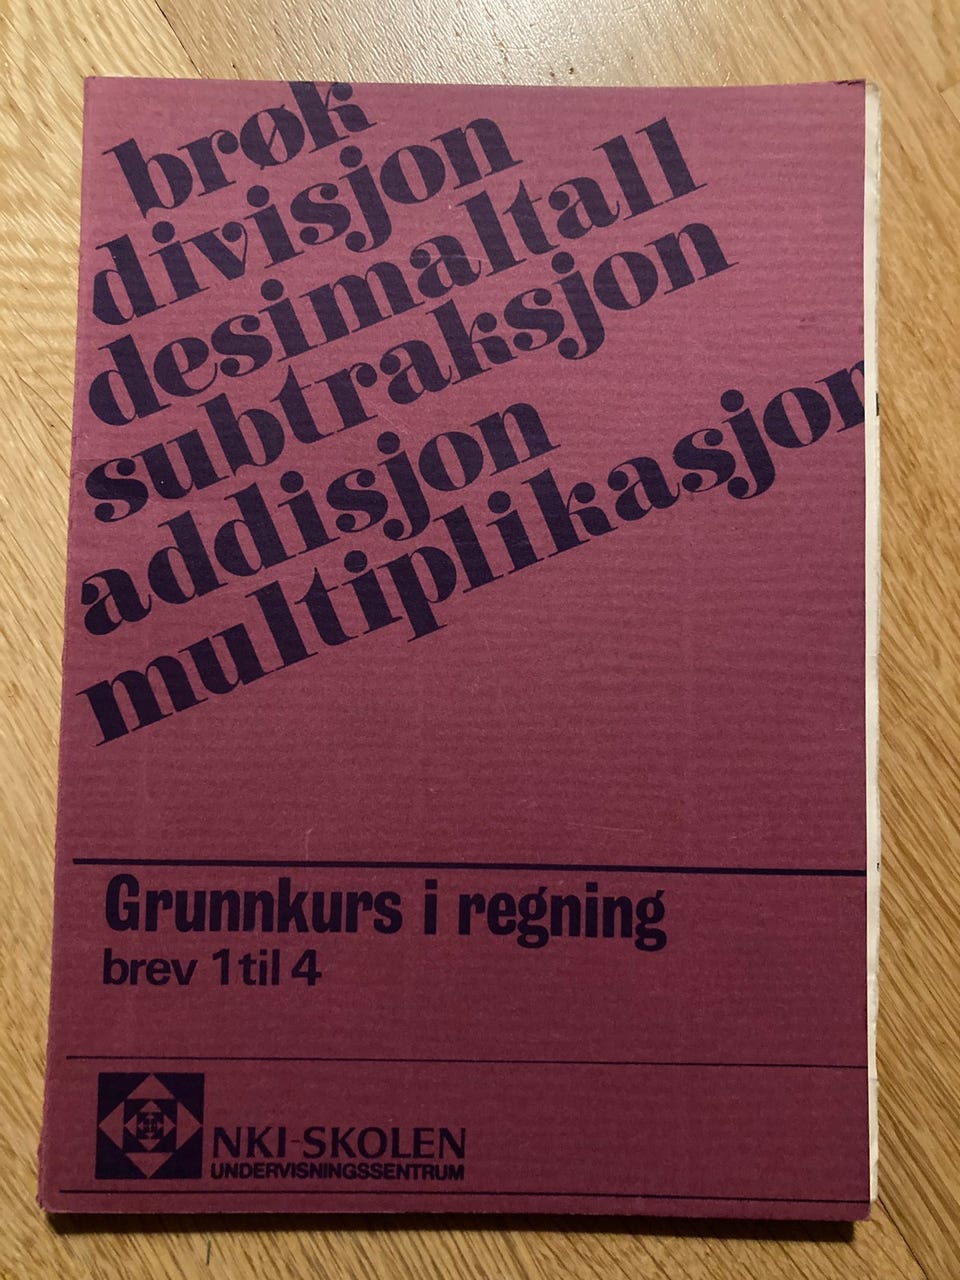 brøk
divisjon
desimaltall
subtraksjon
addisjon
multiplikasjon
Grunnkurs i regning
brev 1 til 4
NKI-SKOLEN
UNDERVISNINGSSENTRUM